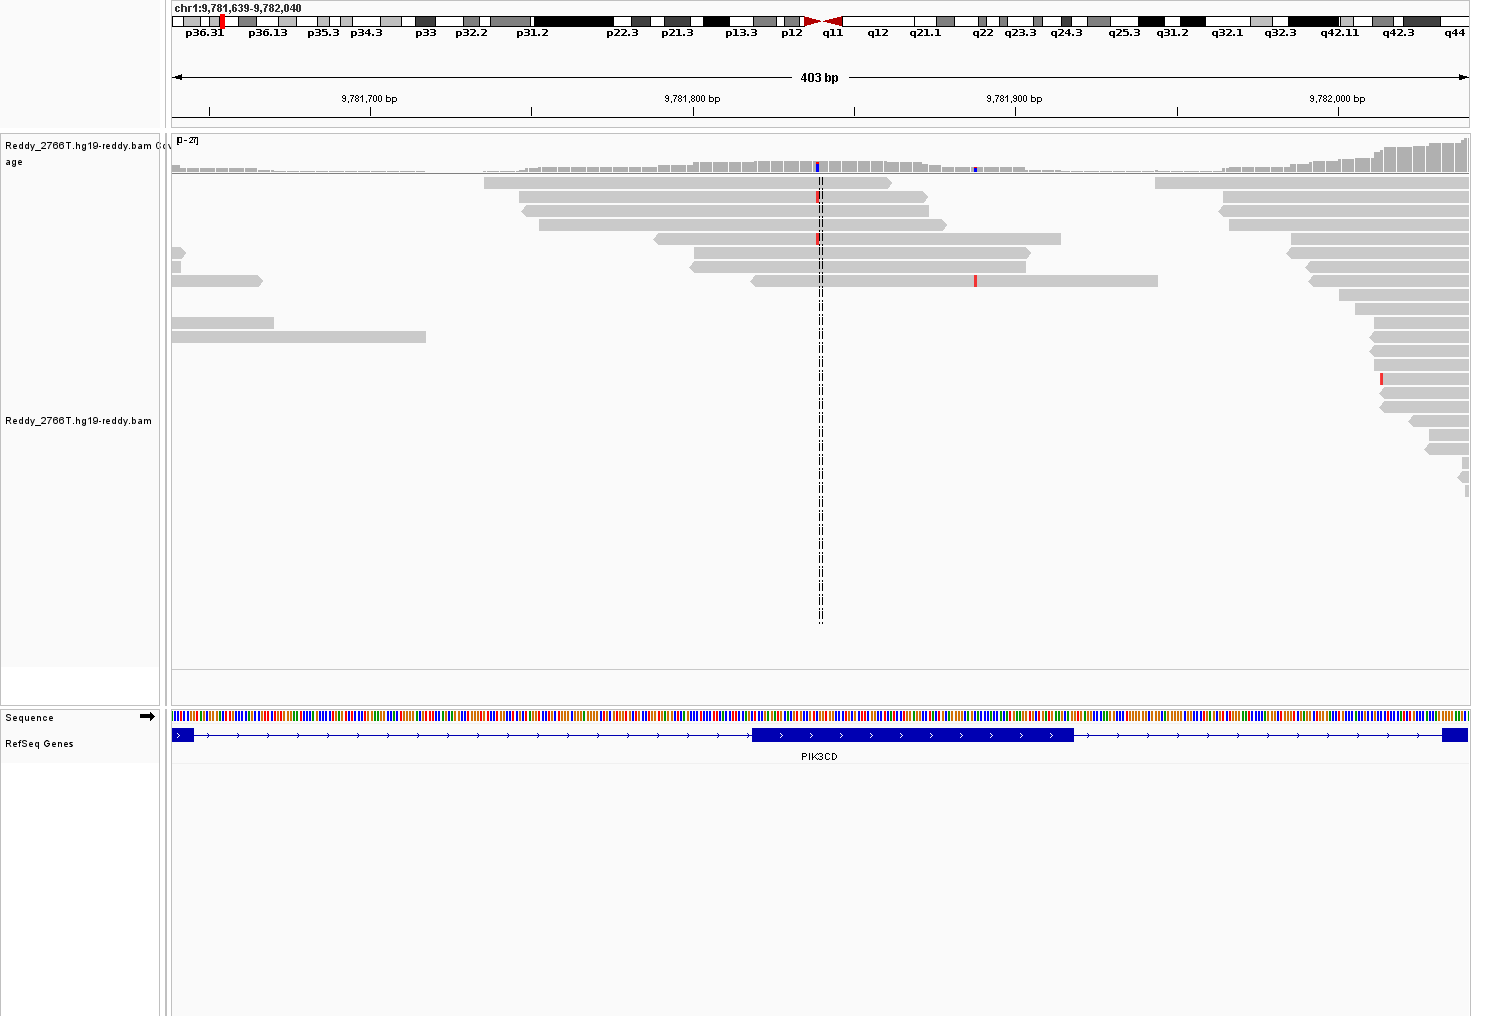 chr1:9,781,639-9,782,040
p36.31 p36.13 p35.3 p34.3 p33 p32.2 p31.2 p22.3 p21.3 p13.3 p12 q11 q12 q21.1 q22 q23.3 q24.3 q25.3 q31.2 q32.1 q32.3 q42.11 q42.3 q44
403 bp
9,781,700 bp 9,781,800 bp 9,781,900 bp 9,782,000 bp
[0 - 27]
Reddy_2766T.hg19-reddy.bam Cov
age
Reddy_2766T.hg19-reddy.bam
Sequence
RefSeq Genes
PIK3CD